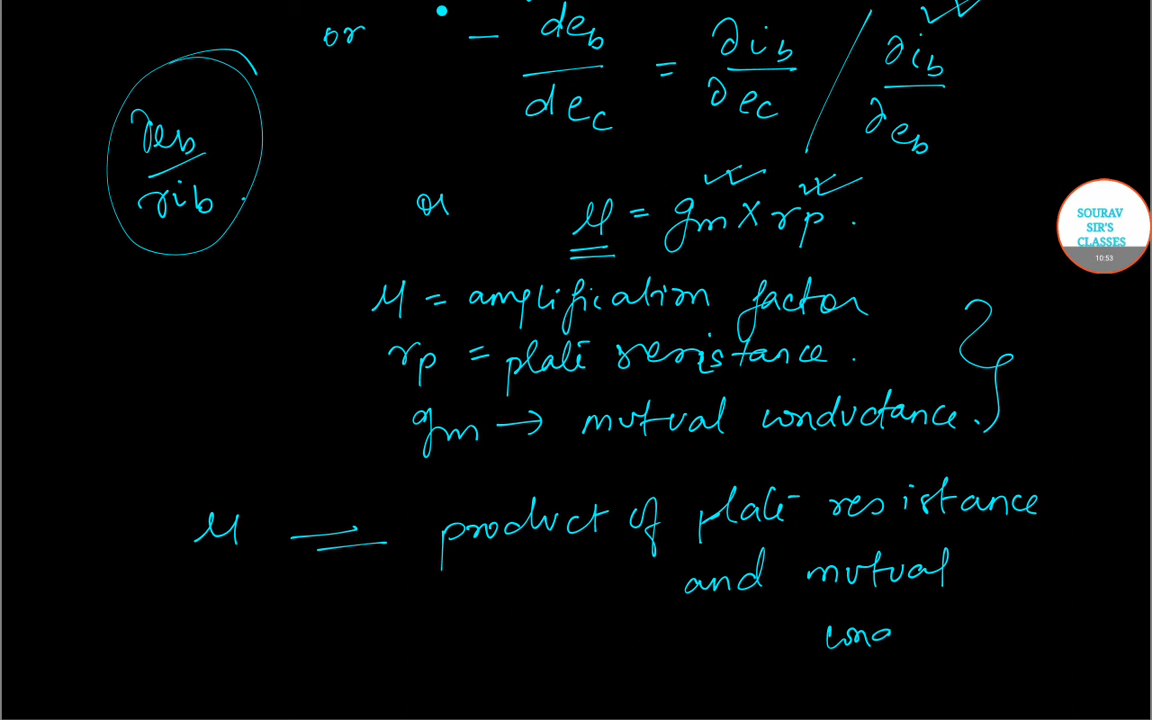 or - deb/dec = ∂ib/∂ec / ∂ib/∂eb
∂eb/∂ib
or μ = gm × rp.
μ = amplification factor
rp = plate resistance.
gm → mutual conductance.
μ product of plate resistance
and mutual
cond
SOURAV
SIR'S
CLASSES
10:53